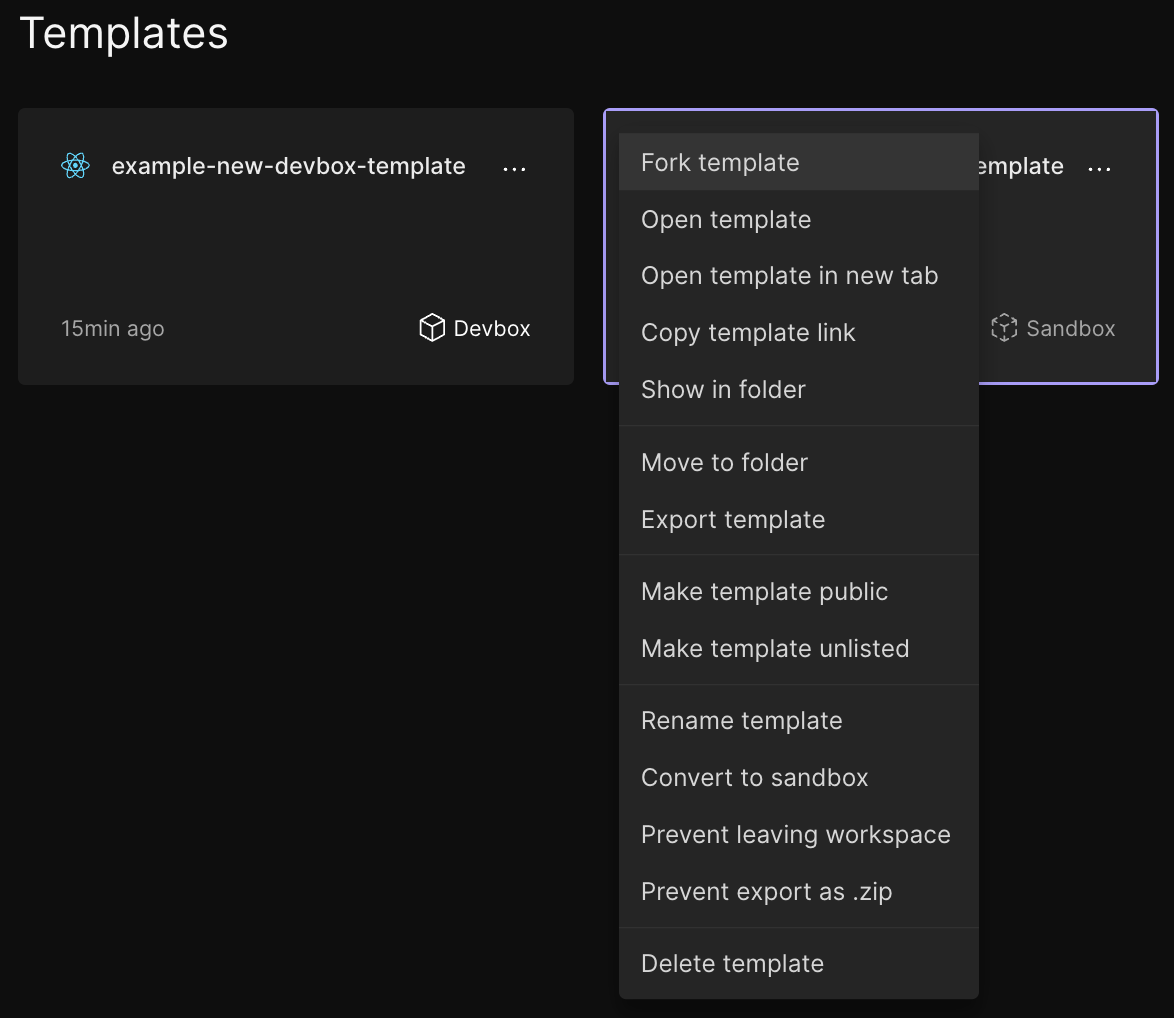 Templates
example-new-devbox-template ...
15min ago
Devbox
emplate ...
Sandbox
Fork template
Open template
Open template in new tab
Copy template link
Show in folder
Move to folder
Export template
Make template public
Make template unlisted
Rename template
Convert to sandbox
Prevent leaving workspace
Prevent export as .zip
Delete template